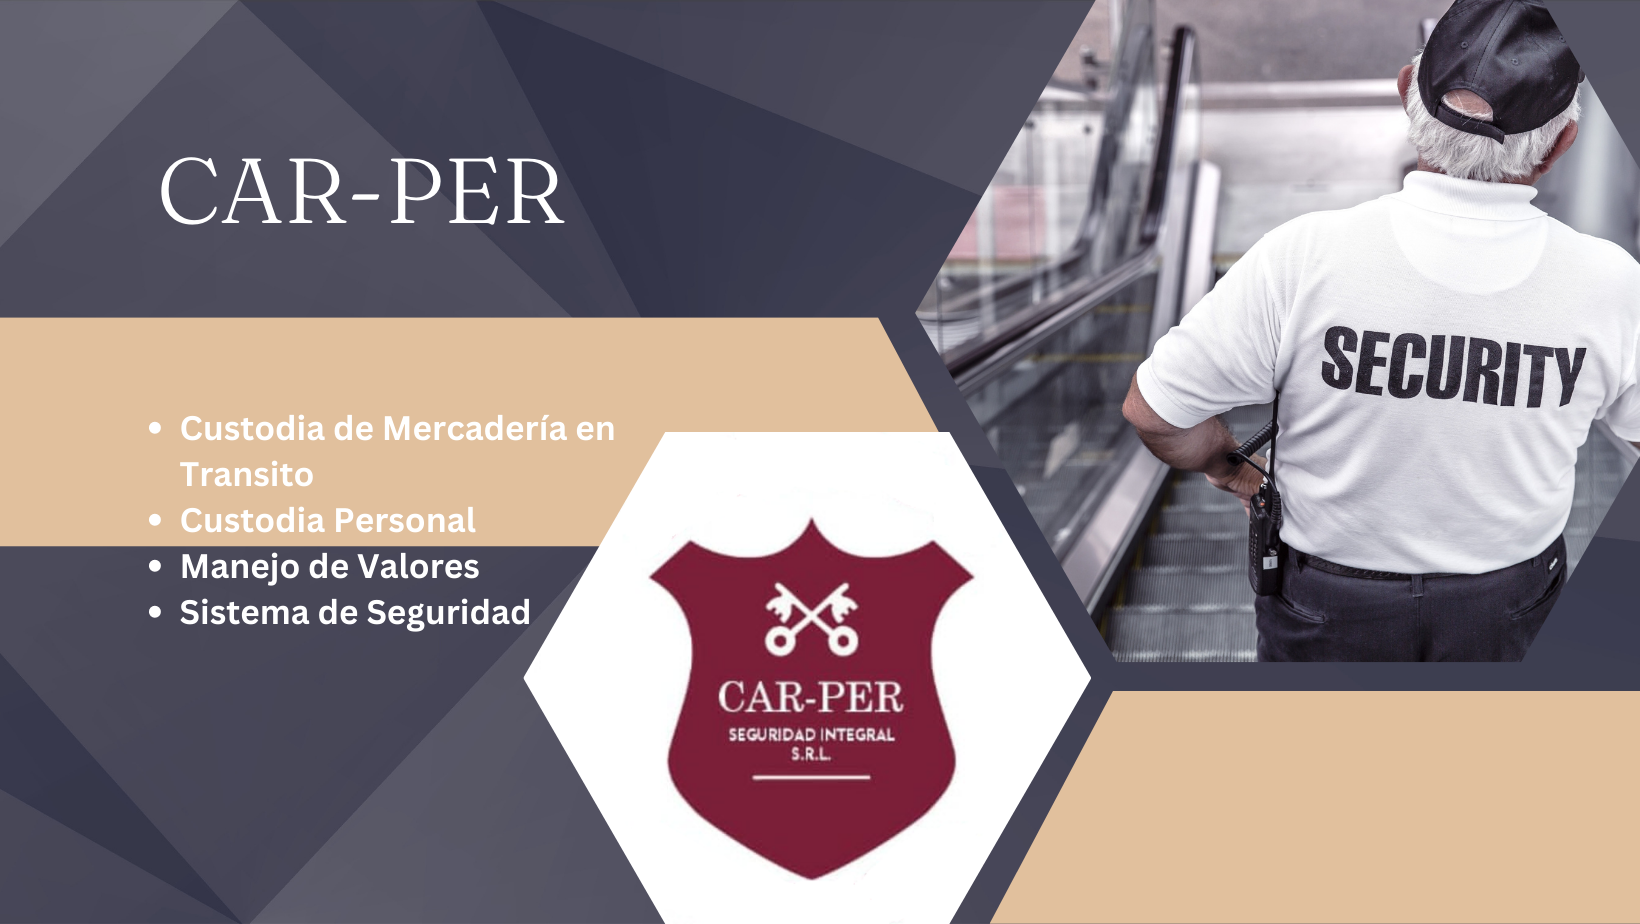 CAR-PER
• Custodia de Mercadería en
Transito
• Custodia Personal
• Manejo de Valores
• Sistema de Seguridad
SECURITY
CAR-PER
SEGURIDAD INTEGRAL
S.R.L.